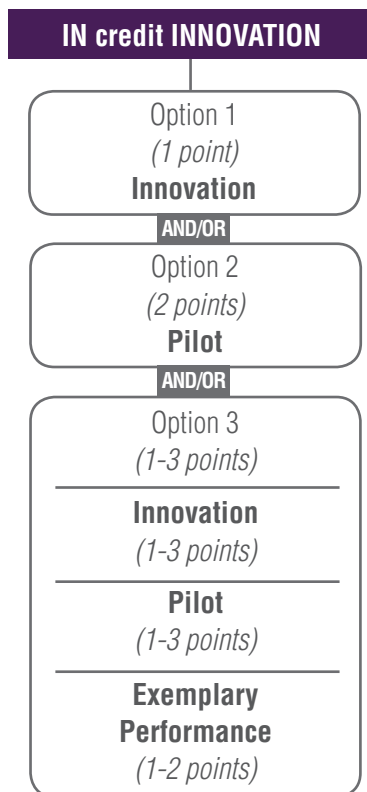 IN credit INNOVATION
Option 1
(1 point)
Innovation
AND/OR
Option 2
(2 points)
Pilot
AND/OR
Option 3
(1-3 points)
Innovation
(1-3 points)
Pilot
(1-3 points)
Exemplary
Performance
(1-2 points)